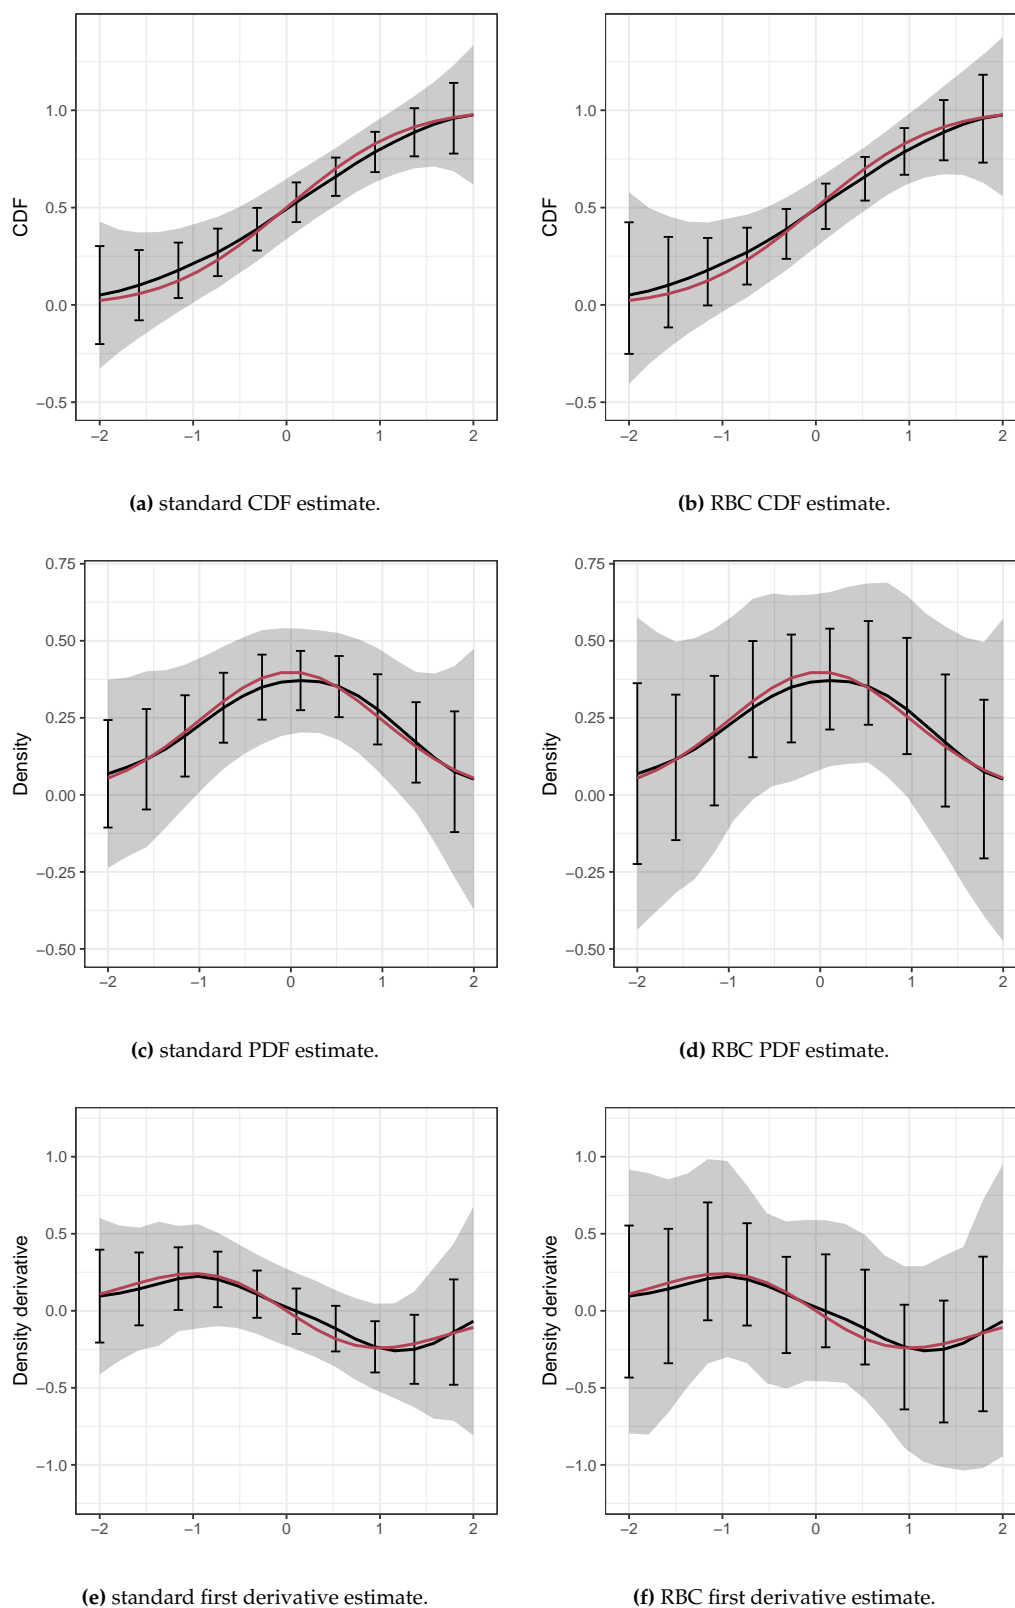 CDF
1.0
0.5
0.0
−0.5
−2 −1 0 1 2
(a) standard CDF estimate.
CDF
1.0
0.5
0.0
−0.5
−2 −1 0 1 2
(b) RBC CDF estimate.
Density
0.75
0.50
0.25
0.00
−0.25
−0.50
−2 −1 0 1 2
(c) standard PDF estimate.
Density
0.75
0.50
0.25
0.00
−0.25
−0.50
−2 −1 0 1 2
(d) RBC PDF estimate.
Density derivative
1.0
0.5
0.0
−0.5
−1.0
−2 −1 0 1 2
(e) standard first derivative estimate.
Density derivative
1.0
0.5
0.0
−0.5
−1.0
−2 −1 0 1 2
(f) RBC first derivative estimate.